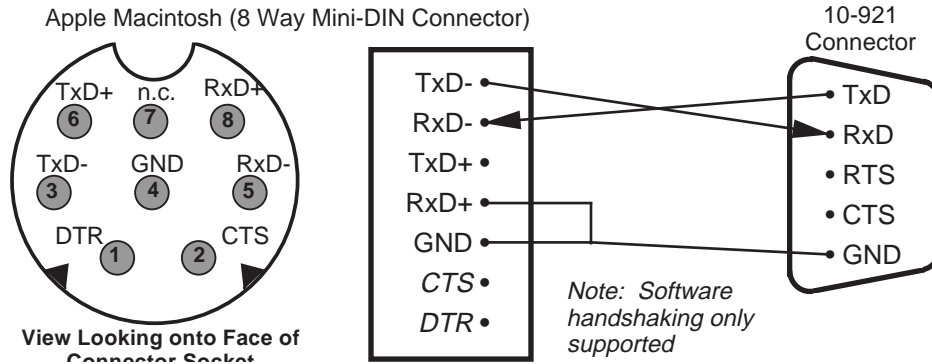 Apple Macintosh (8 Way Mini-DIN Connector)
10-921
Connector
TxD+ n.c. RxD+
6 7 8
TxD- GND RxD-
3 4 5
DTR CTS
1 2
View Looking onto Face of
Connector Socket
TxD-
RxD-
TxD+
RxD+
GND
CTS
DTR
TxD
RxD
RTS
CTS
GND
Note: Software
handshaking only
supported